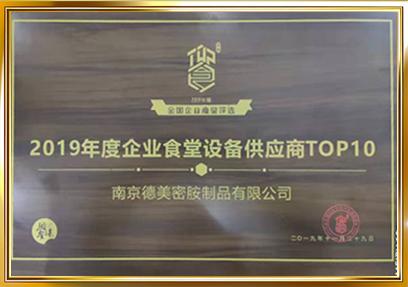 2019年度
全国企业食堂评选
2019年度企业食堂设备供应商TOP10
南京德美密胺制品有限公司
二〇一九年十一月二十九日